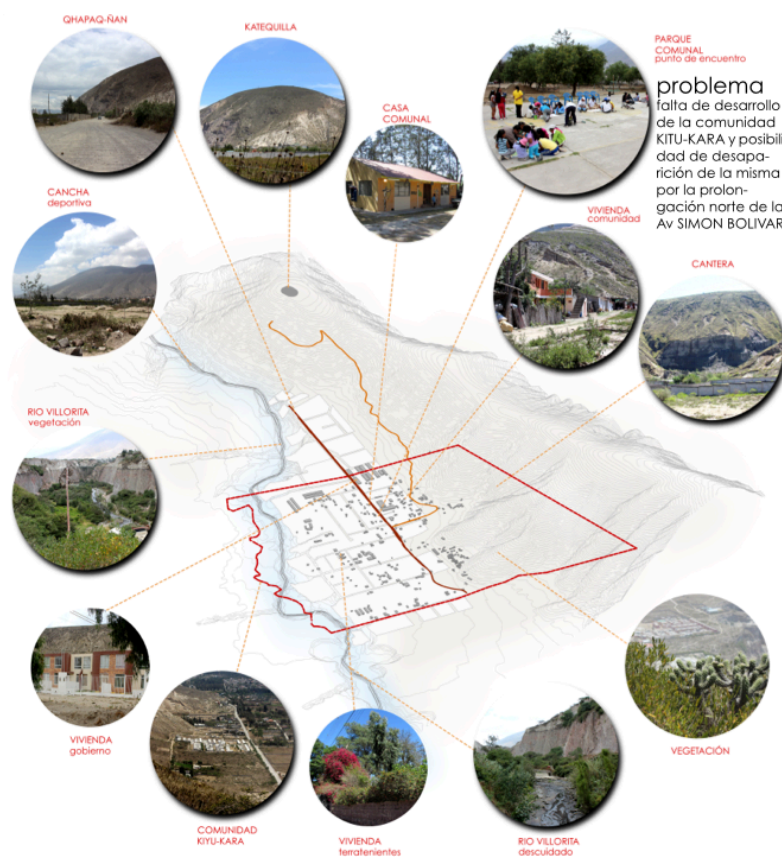 QHAPAQ-ÑAN
KATEQUILLA
PARQUE
COMUNAL
punto de encuentro
problema
falta de desarrollo
de la comunidad
KITU-KARA y posibili
dad de desapa-
rición de la misma
por la prolon-
gación norte de la
Av SIMON BOLIVAR
CASA
COMUNAL
CANCHA
deportiva
VIVIENDA
comunidad
CANTERA
RIO VILLORITA
vegetación
VIVIENDA
gobierno
VEGETACIÓN
COMUNIDAD
KIYU-KARA
VIVIENDA
terratenientes
RIO VILLORITA
descuidado